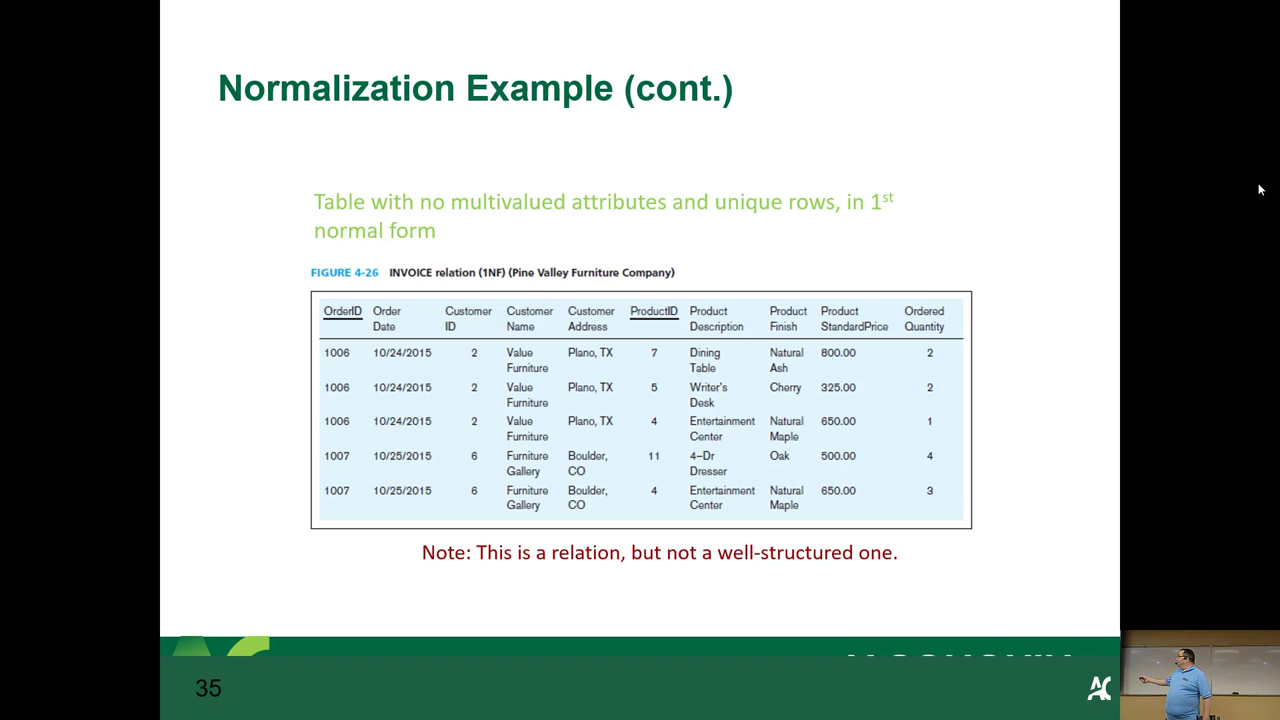 Normalization Example (cont.)
Table with no multivalued attributes and unique rows, in 1st
normal form
FIGURE 4-26 INVOICE relation (1NF) (Pine Valley Furniture Company)
OrderID Order Customer Customer Customer ProductID Product Product Product Ordered
Date ID Name Address Description Finish StandardPrice Quantity
1006 10/24/2015 2 Value Plano, TX 7 Dining Natural 800.00 2
Furniture Table Ash
1006 10/24/2015 2 Value Plano, TX 5 Writer's Cherry 325.00 2
Furniture Desk
1006 10/24/2015 2 Value Plano, TX 4 Entertainment Natural 650.00 1
Furniture Center Maple
1007 10/25/2015 6 Furniture Boulder, 11 4–Dr Oak 500.00 4
Gallery CO Dresser
1007 10/25/2015 6 Furniture Boulder, 4 Entertainment Natural 650.00 3
Gallery CO Center Maple
Note: This is a relation, but not a well-structured one.
35